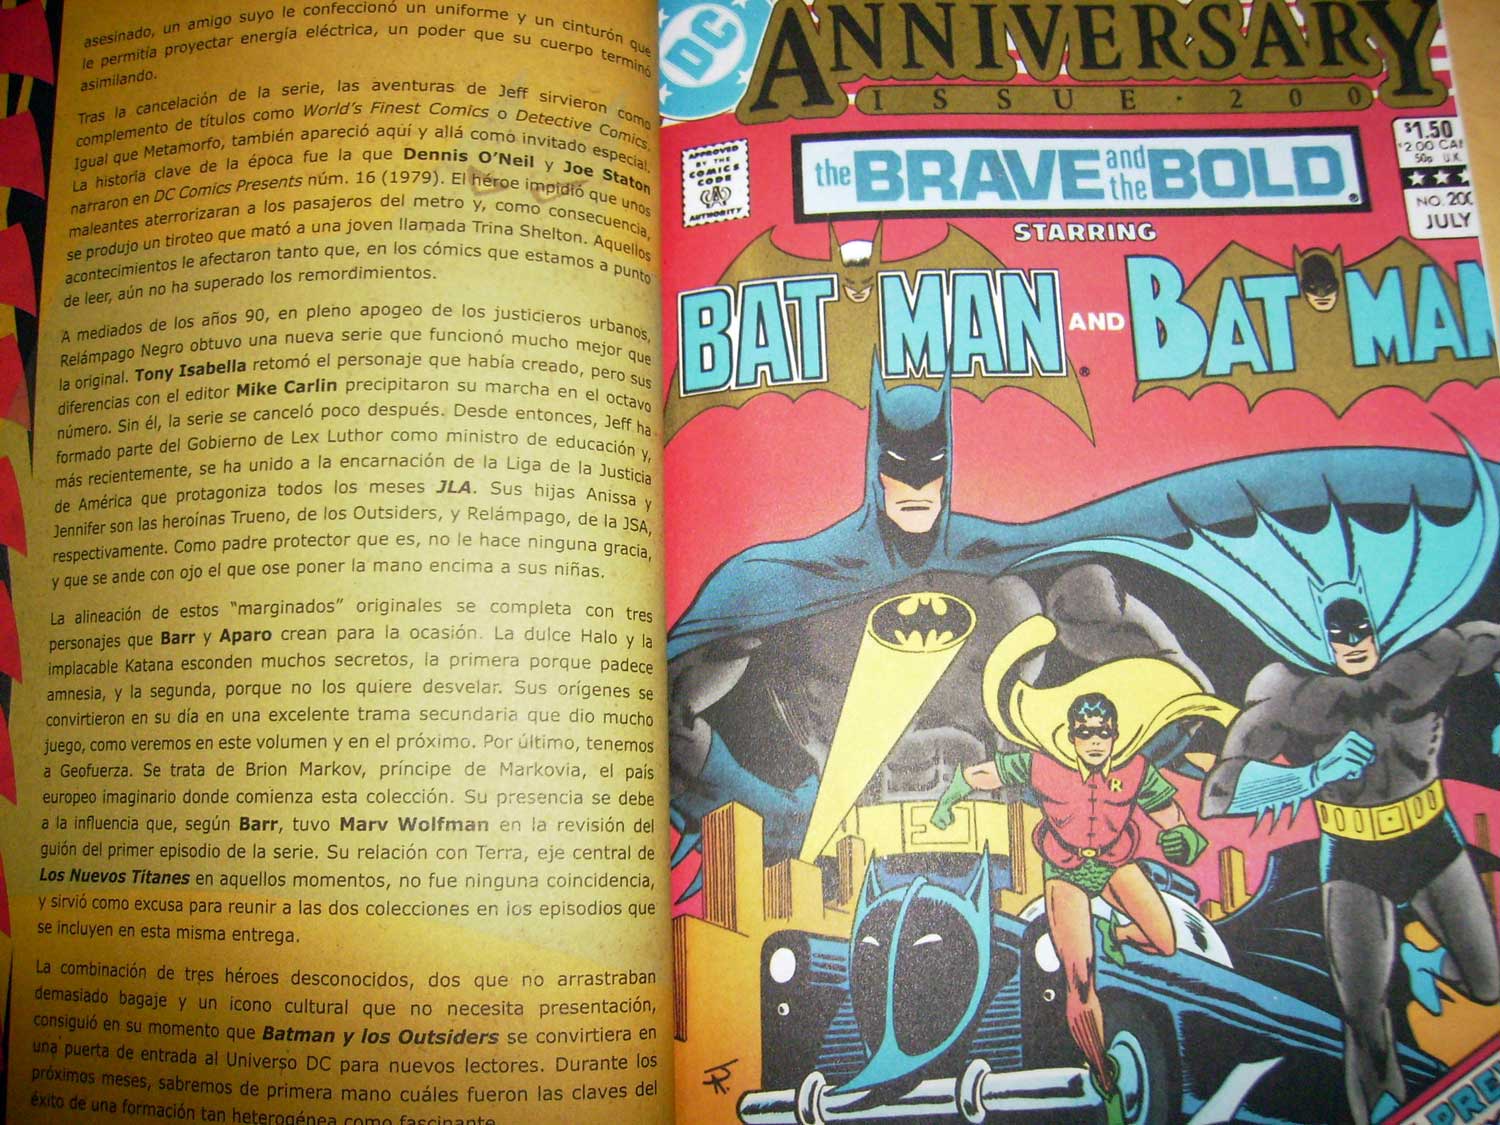 asesinado, un amigo suyo le confeccionó un uniforme y un cinturón que
le permitía proyectar energía eléctrica, un poder que su cuerpo terminó
asimilando.
Tras la cancelación de la serie, las aventuras de Jeff sirvieron como
complemento de títulos como World's Finest Comics o Detective Comics.
Igual que Metamorfo, también apareció aquí y allá como invitado especial.
La historia clave de la época fue la que Dennis O'Neil y Joe Staton
narraron en DC Comics Presents núm. 16 (1979). El héroe impidió que unos
maleantes aterrorizaran a los pasajeros del metro y, como consecuencia,
se produjo un tiroteo que mató a una joven llamada Trina Shelton. Aquellos
acontecimientos le afectaron tanto que, en los cómics que estamos a punto
de leer, aún no ha superado los remordimientos.
A mediados de los años 90, en pleno apogeo de los justicieros urbanos,
Relámpago Negro obtuvo una nueva serie que funcionó mucho mejor que
la original. Tony Isabella retomó el personaje que había creado, pero sus
diferencias con el editor Mike Carlin precipitaron su marcha en el octavo
número. Sin él, la serie se canceló poco después. Desde entonces, Jeff ha
formado parte del Gobierno de Lex Luthor como ministro de educación y,
más recientemente, se ha unido a la encarnación de la Liga de la Justicia
de América que protagoniza todos los meses JLA. Sus hijas Anissa y
Jennifer son las heroínas Trueno, de los Outsiders, y Relámpago, de la JSA,
respectivamente. Como padre protector que es, no le hace ninguna gracia,
y que se ande con ojo el que ose poner la mano encima a sus niñas.
La alineación de estos "marginados" originales se completa con tres
personajes que Barr y Aparo crean para la ocasión. La dulce Halo y la
implacable Katana esconden muchos secretos, la primera porque padece
amnesia, y la segunda, porque no los quiere desvelar. Sus orígenes se
convirtieron en su día en una excelente trama secundaria que dio mucho
juego, como veremos en este volumen y en el próximo. Por último, tenemos
a Geofuerza. Se trata de Brion Markov, príncipe de Markovia, el país
europeo imaginario donde comienza esta colección. Su presencia se debe
a la influencia que, según Barr, tuvo Marv Wolfman en la revisión del
guión del primer episodio de la serie. Su relación con Terra, eje central de
Los Nuevos Titanes en aquellos momentos, no fue ninguna coincidencia,
y sirvió como excusa para reunir a las dos colecciones en los episodios que
se incluyen en esta misma entrega.
La combinación de tres héroes desconocidos, dos que no arrastraban
demasiado bagaje y un icono cultural que no necesita presentación,
consiguió en su momento que Batman y los Outsiders se convirtiera en
una puerta de entrada al Universo DC para nuevos lectores. Durante los
próximos meses, sabremos de primera mano cuáles fueron las claves del
éxito de una formación tan heterogénea como fascinante.
DC
ANNIVERSARY
ISSUE · 200
APPROVED
BY THE
COMICS
CODE
CA
AUTHORITY
the BRAVE and the BOLD
$1.50
$2.00 CAN
50p U.K.
NO. 200
JULY
STARRING
BATMAN AND BATMAN
R
PREV